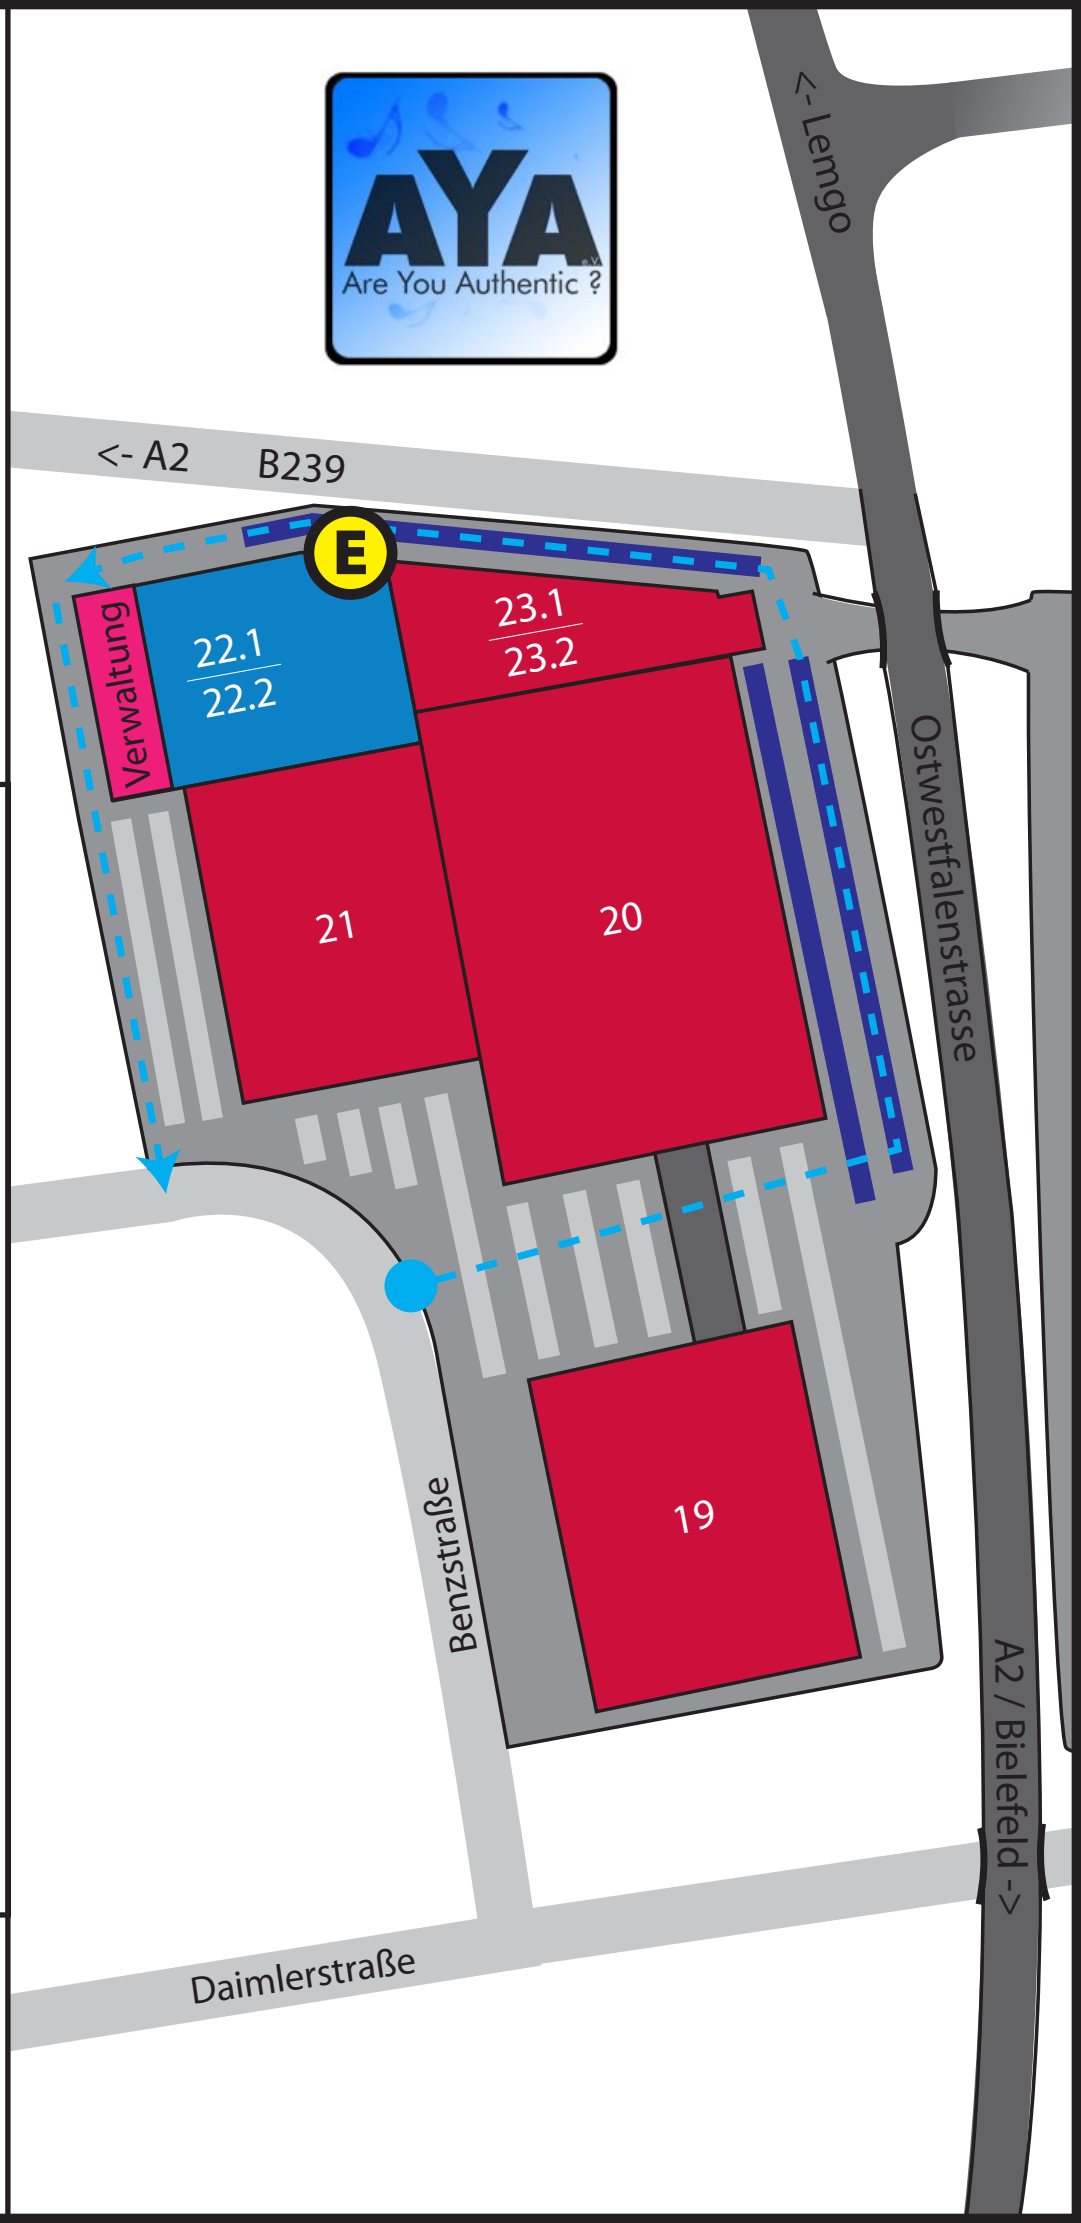 <- Lemgo
AYA
e.V.
Are You Authentic ?
<- A2 B239
E
23.1
23.2
22.1
22.2
Verwaltung
Ostwestfalenstrasse
21
20
19
Benzstraße
A2 / Bielefeld ->
Daimlerstraße